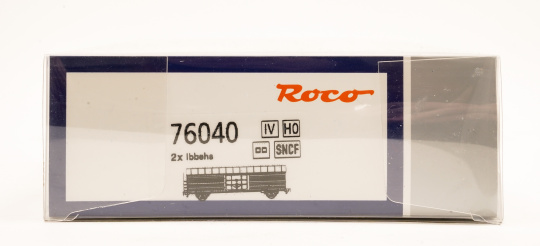 Roco
76040 IV HO
2x Ibbehs SNCF